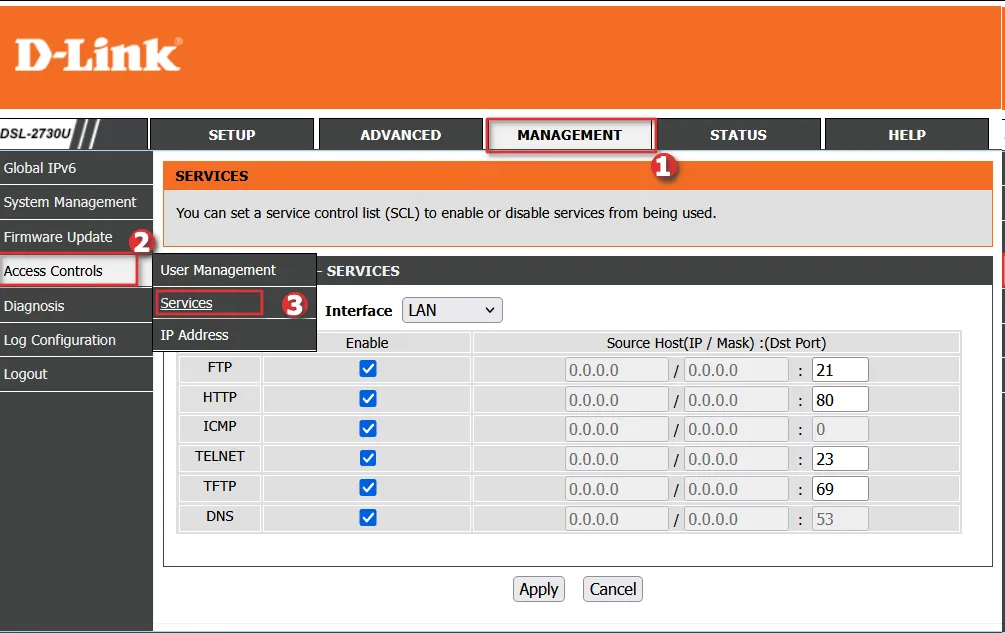 D-Link®
DSL-2730U
SETUP
ADVANCED
MANAGEMENT
STATUS
HELP
1
Global IPv6
System Management
Firmware Update
2
Access Controls
Diagnosis
Log Configuration
Logout
User Management
Services
3
IP Address
SERVICES
You can set a service control list (SCL) to enable or disable services from being used.
– SERVICES
Interface LAN
Enable Source Host(IP / Mask) :(Dst Port)
FTP 0.0.0.0 / 0.0.0.0 : 21
HTTP 0.0.0.0 / 0.0.0.0 : 80
ICMP 0.0.0.0 / 0.0.0.0 : 0
TELNET 0.0.0.0 / 0.0.0.0 : 23
TFTP 0.0.0.0 / 0.0.0.0 : 69
DNS 0.0.0.0 / 0.0.0.0 : 53
Apply Cancel